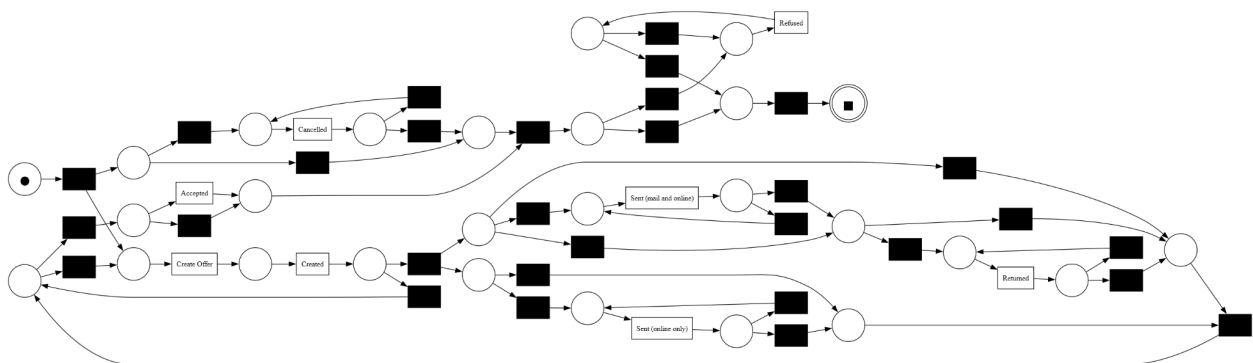 Refused
Cancelled
Accepted
Sent (mail and online)
Create Offer
Created
Returned
Sent (online only)